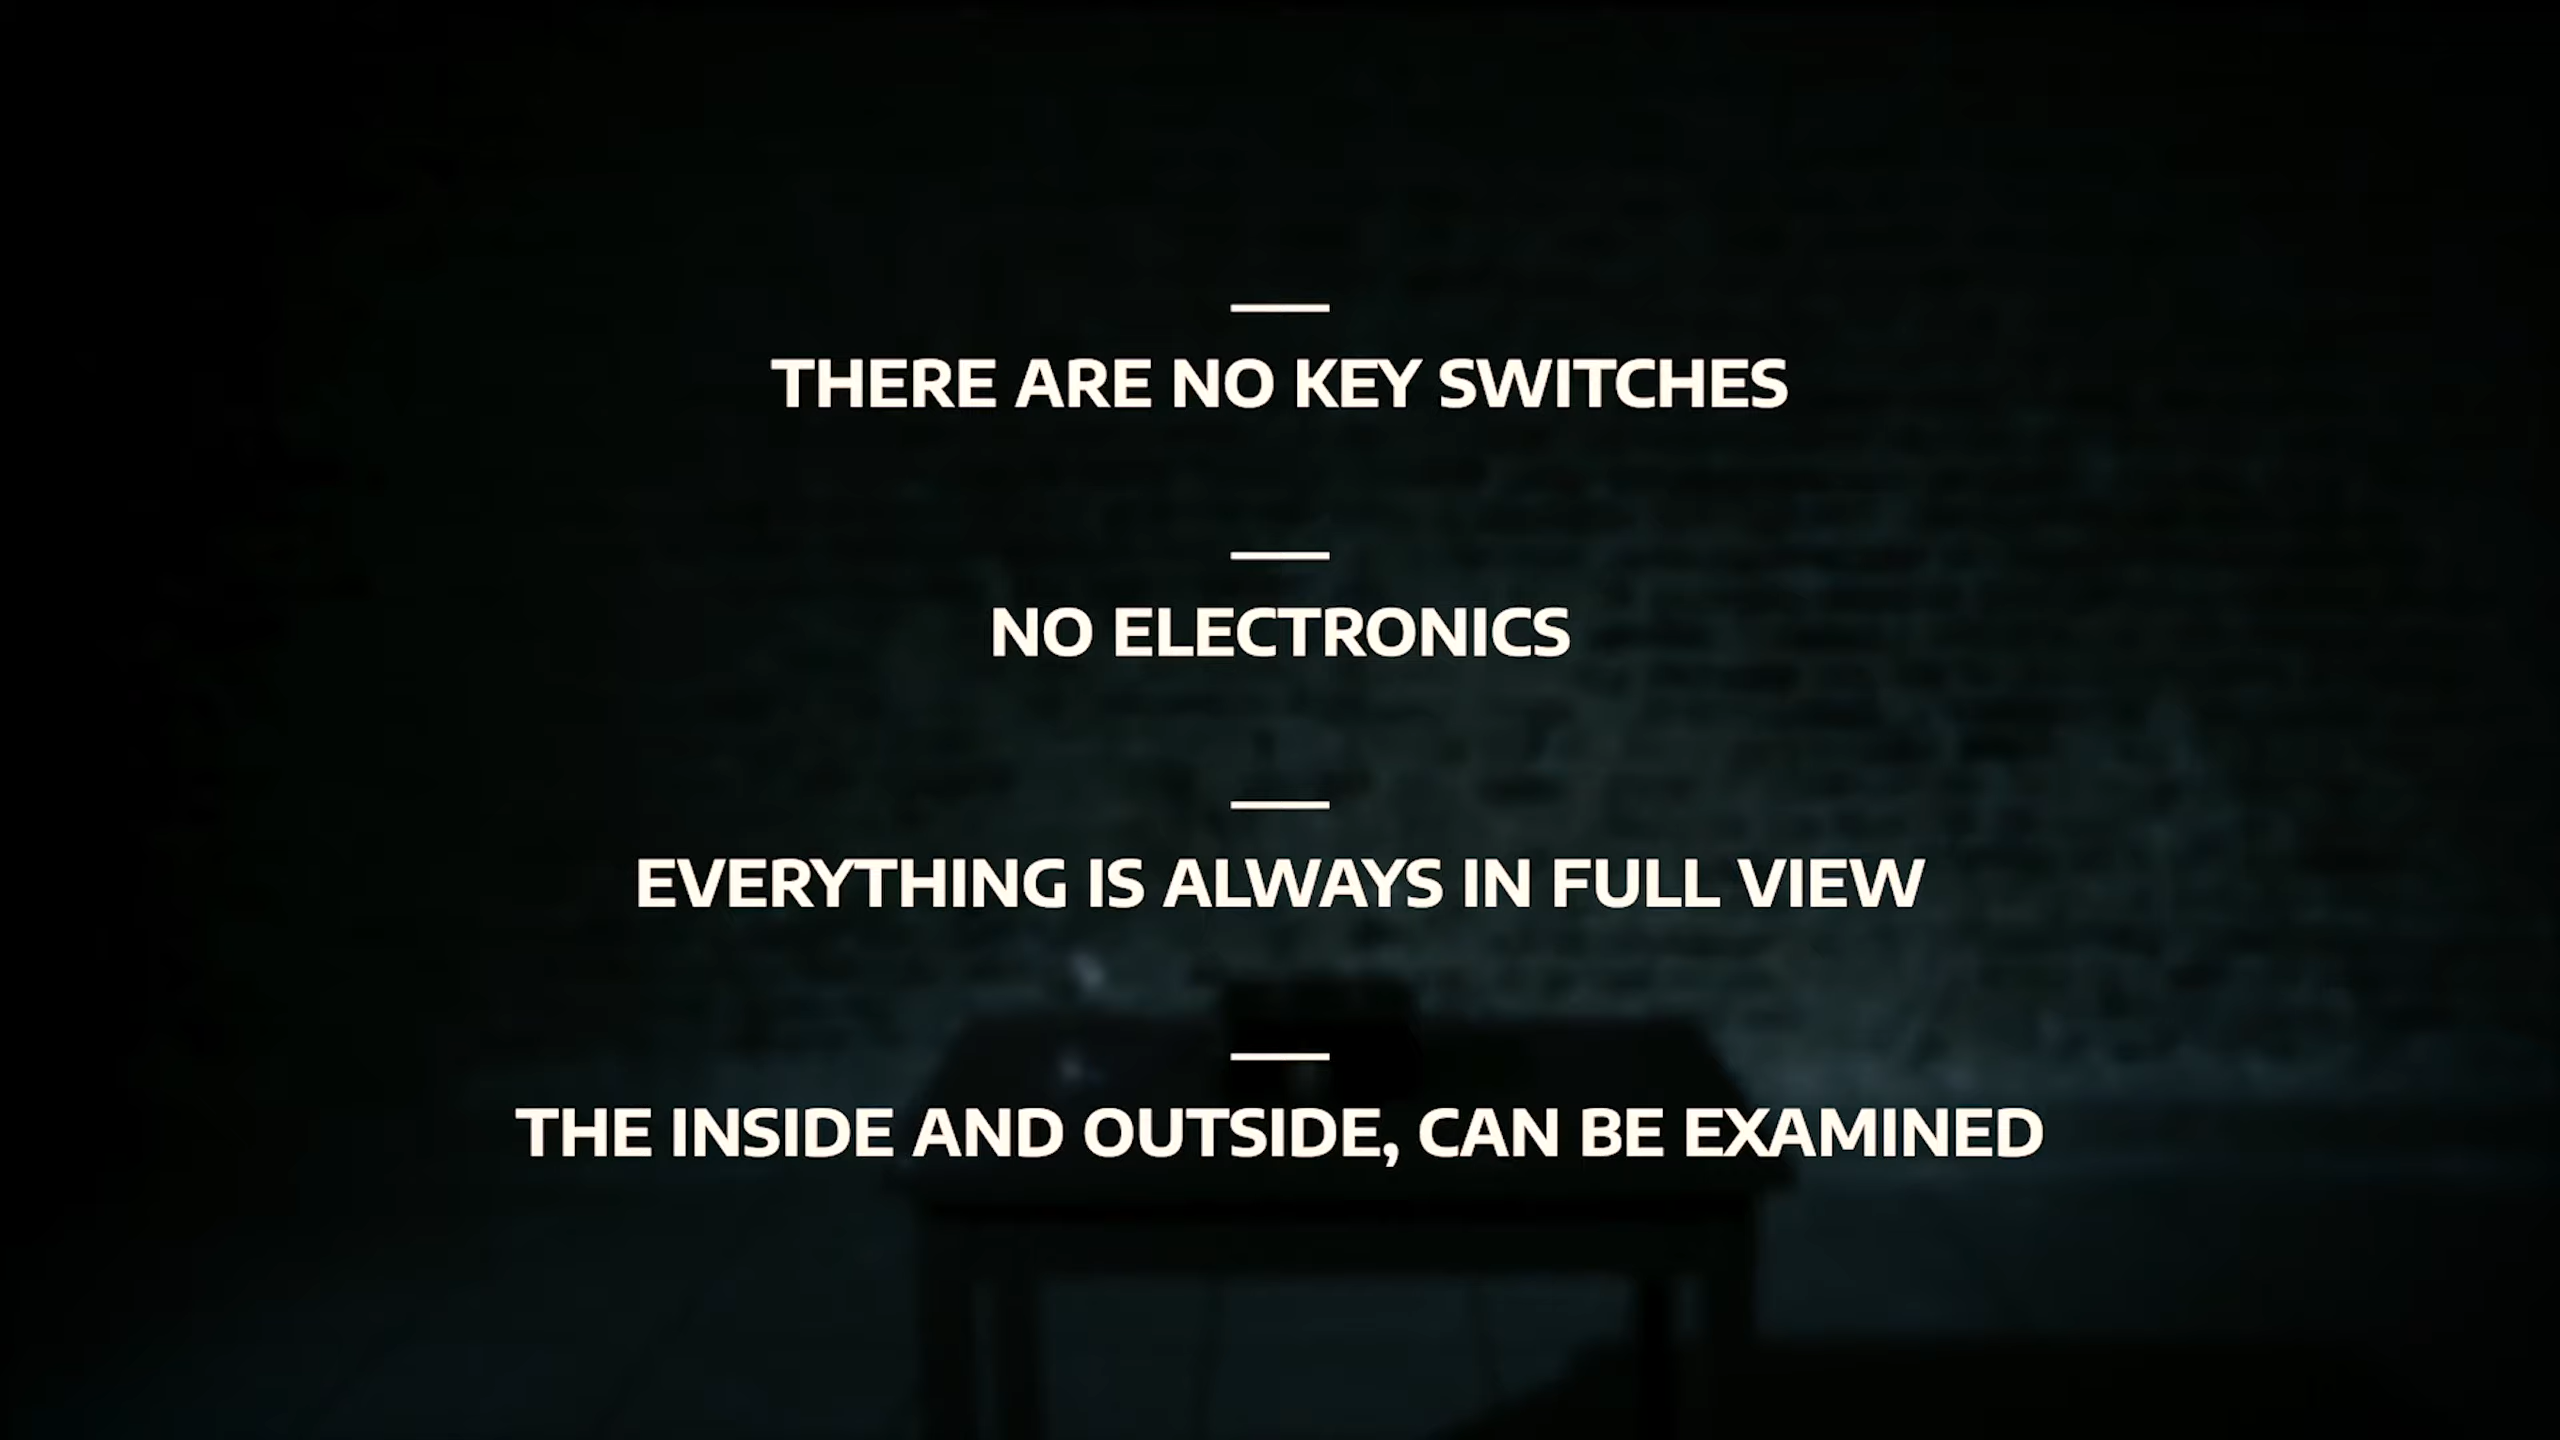 THERE ARE NO KEY SWITCHES
NO ELECTRONICS
EVERYTHING IS ALWAYS IN FULL VIEW
THE INSIDE AND OUTSIDE, CAN BE EXAMINED